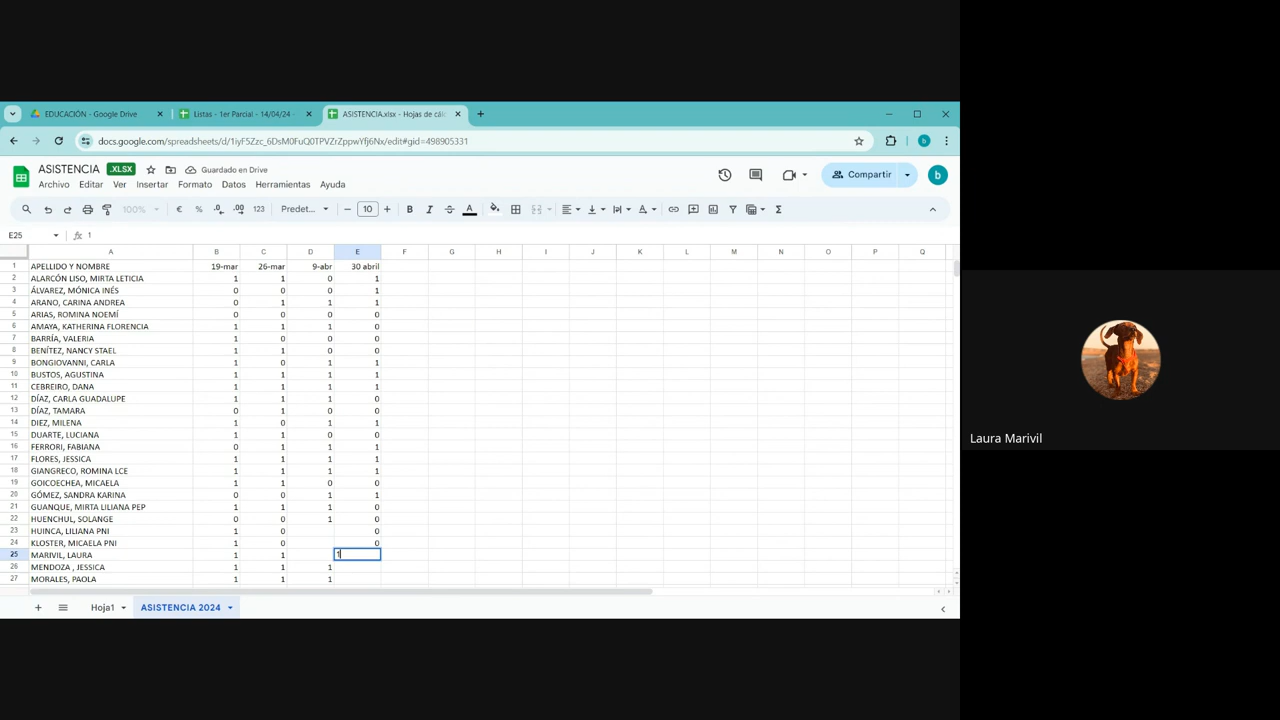 EDUCACIÓN - Google Drive
Listas - 1er Parcial - 14/04/24 -
ASISTENCIA.xlsx - Hojas de cálc
docs.google.com/spreadsheets/d/1iyF5Zzc_6DsM0FuQ0TPVZrZppwYfj6Nx/edit#gid=498905331
ASISTENCIA .XLSX Guardado en Drive
Archivo Editar Ver Insertar Formato Datos Herramientas Ayuda
Compartir b
100% € % .0 .00 123 Predet... 10 B I S A
E25 fx 1
A B C D E F G H I J K L M N O P Q
1 APELLIDO Y NOMBRE 19-mar 26-mar 9-abr 30 abril
2 ALARCÓN LISO, MIRTA LETICIA 1 1 0 1
3 ÁLVAREZ, MÓNICA INÉS 0 0 0 1
4 ARANO, CARINA ANDREA 0 1 1 1
5 ARIAS, ROMINA NOEMÍ 0 0 0 0
6 AMAYA, KATHERINA FLORENCIA 1 1 1 0
7 BARRÍA, VALERIA 1 0 0 0
8 BENÍTEZ, NANCY STAEL 1 1 0 0
9 BONGIOVANNI, CARLA 1 0 1 1
10 BUSTOS, AGUSTINA 1 1 1 1
11 CEBREIRO, DANA 1 1 1 1
12 DÍAZ, CARLA GUADALUPE 1 1 1 0
13 DÍAZ, TAMARA 0 1 0 0
14 DIEZ, MILENA 1 0 1 1
15 DUARTE, LUCIANA 1 1 0 0
16 FERRORI, FABIANA 0 1 1 1
17 FLORES, JESSICA 1 1 1 1
18 GIANGRECO, ROMINA LCE 1 1 1 1
19 GOICOECHEA, MICAELA 1 1 0 0
20 GÓMEZ, SANDRA KARINA 0 0 1 1
21 GUANQUE, MIRTA LILIANA PEP 1 1 1 0
22 HUENCHUL, SOLANGE 0 0 1 0
23 HUINCA, LILIANA PNI 1 0 0
24 KLOSTER, MICAELA PNI 1 0 0
25 MARIVIL, LAURA 1 1 1
26 MENDOZA , JESSICA 1 1 1
27 MORALES, PAOLA 1 1 1
Hoja1 ASISTENCIA 2024
Laura Marivil